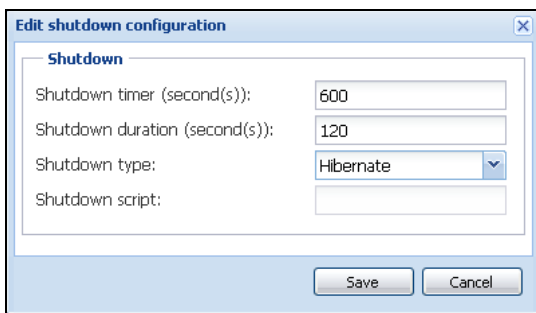 Edit shutdown configuration
Shutdown
Shutdown timer (second(s)): 600
Shutdown duration (second(s)): 120
Shutdown type: Hibernate
Shutdown script:
Save Cancel